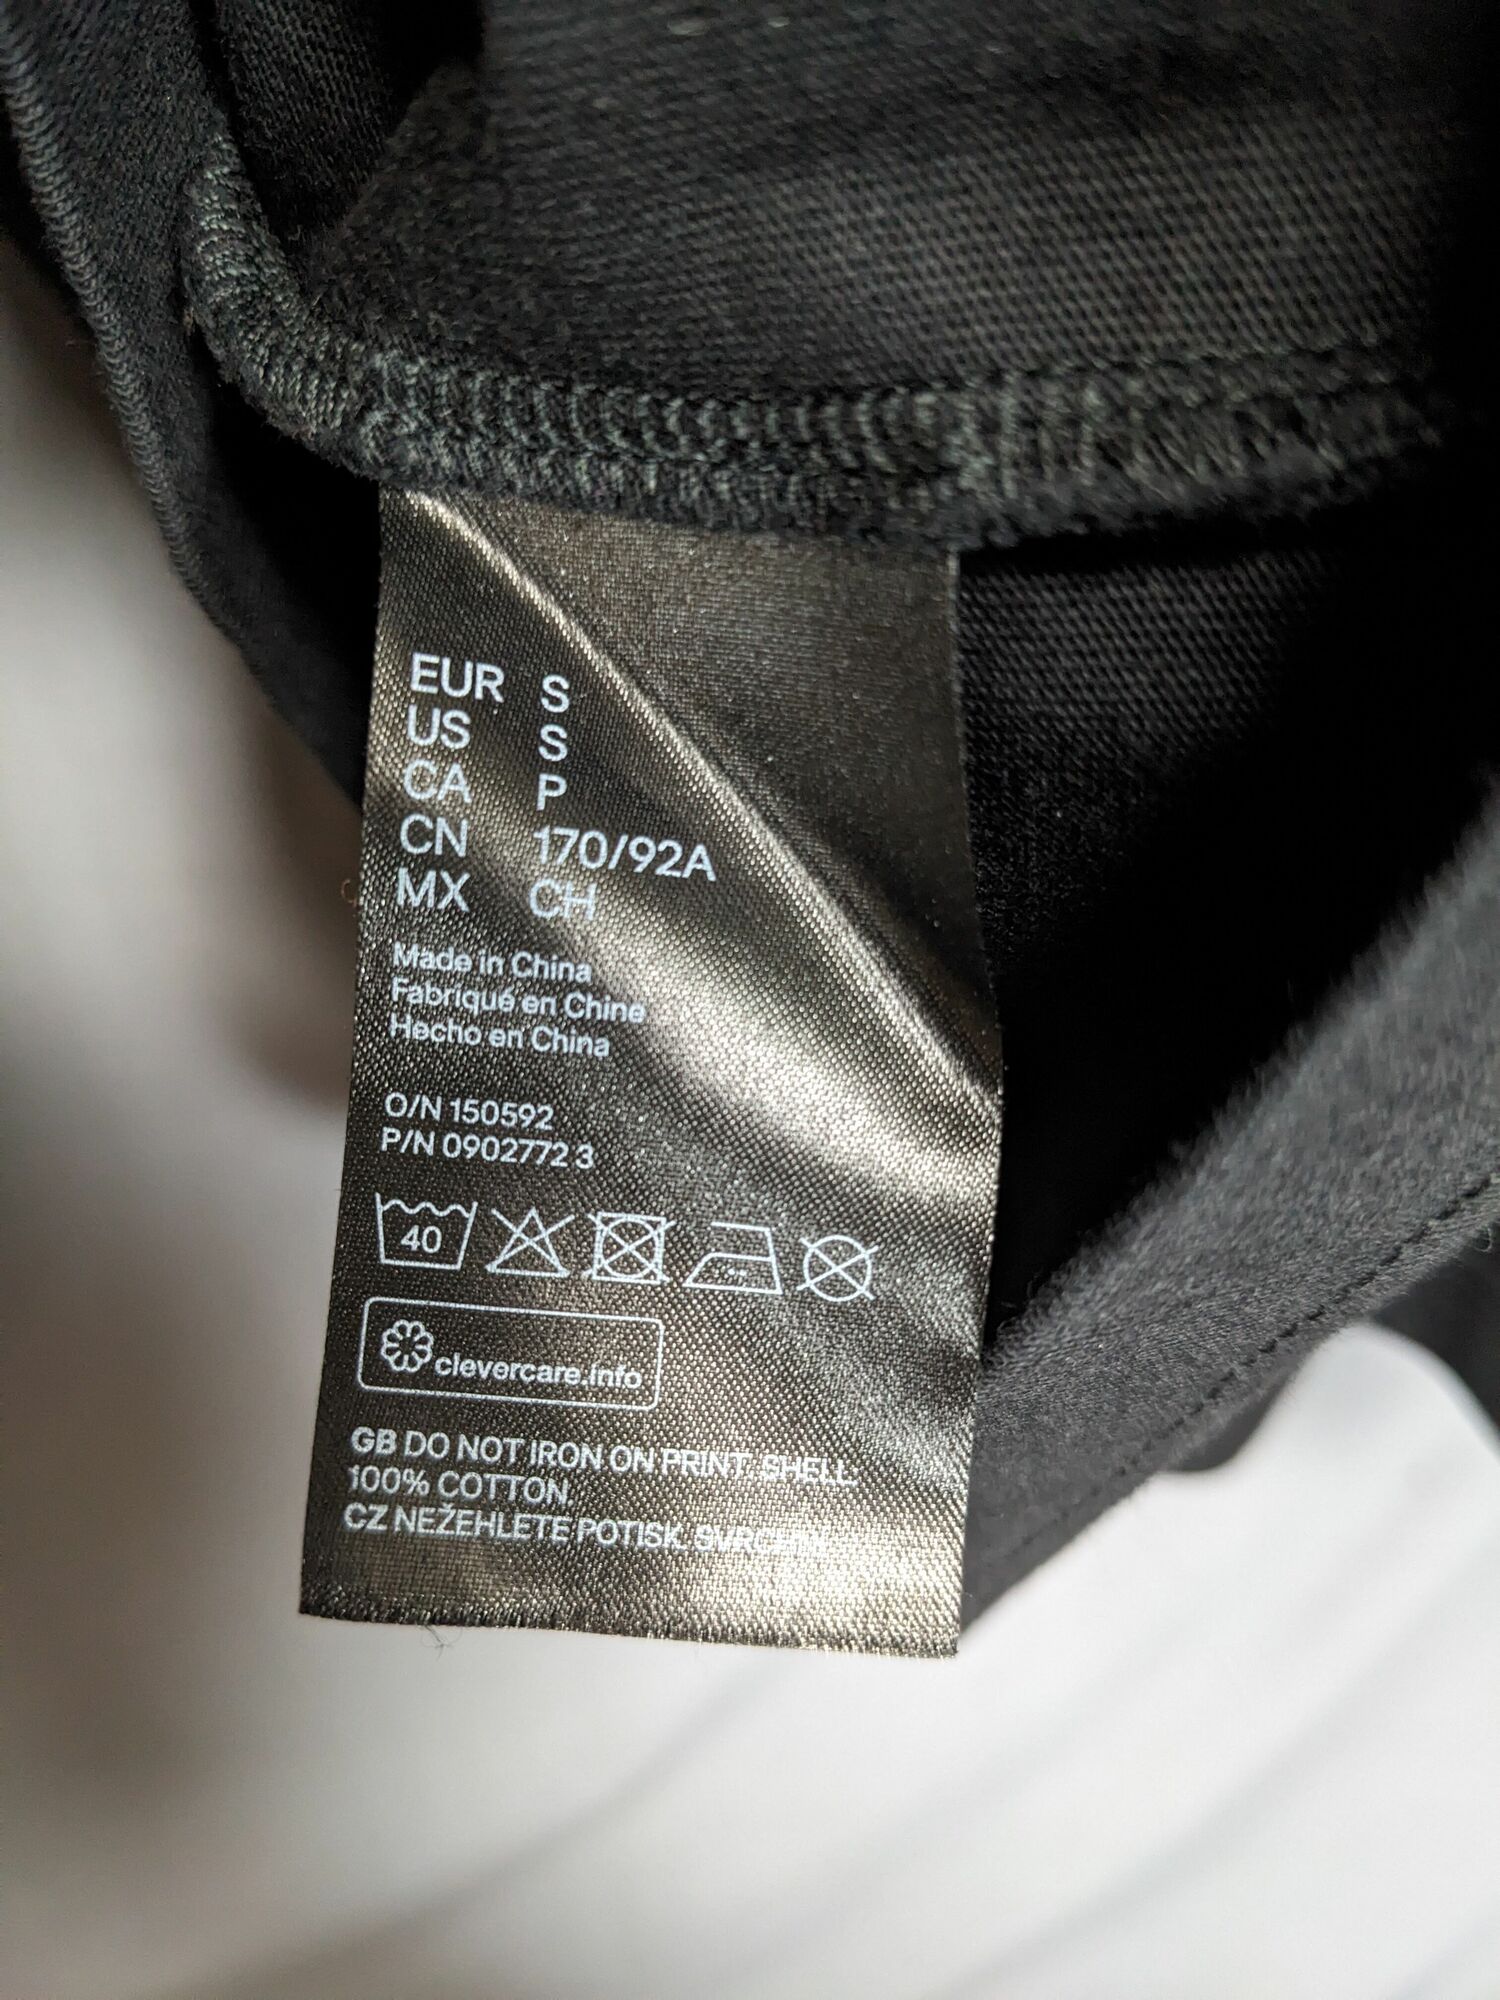 EUR S
US S
CA P
CN 170/92A
MX CH
Made in China
Fabriqué en Chine
Hecho en China
O/N 150592
P/N 0902772 3
40
clevercare.info
GB DO NOT IRON ON PRINT. SHELL:
100% COTTON.
CZ NEŽEHLETE POTISK.